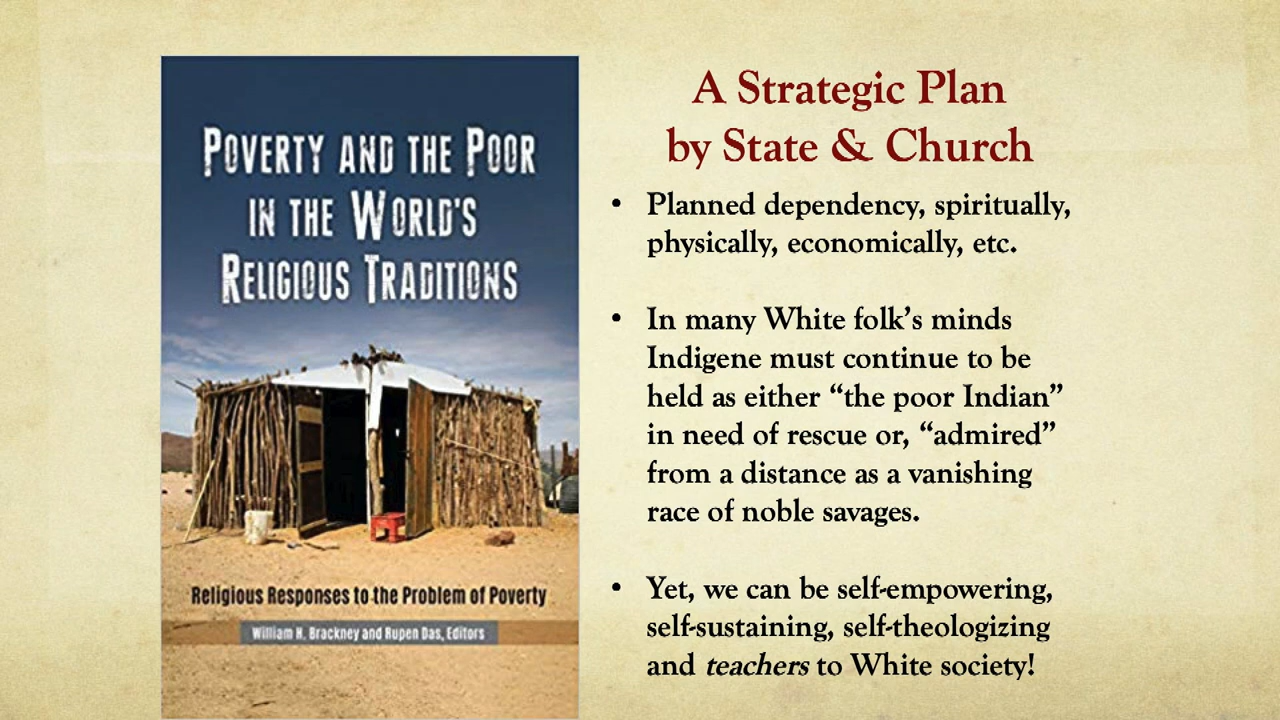 POVERTY AND THE POOR
IN THE WORLD'S
RELIGIOUS TRADITIONS
Religious Responses to the Problem of Poverty
William H. Brackney and Rupen Das, Editors
A Strategic Plan
by State & Church
• Planned dependency, spiritually,
physically, economically, etc.
• In many White folk’s minds
Indigene must continue to be
held as either “the poor Indian”
in need of rescue or, “admired”
from a distance as a vanishing
race of noble savages.
• Yet, we can be self-empowering,
self-sustaining, self-theologizing
and teachers to White society!